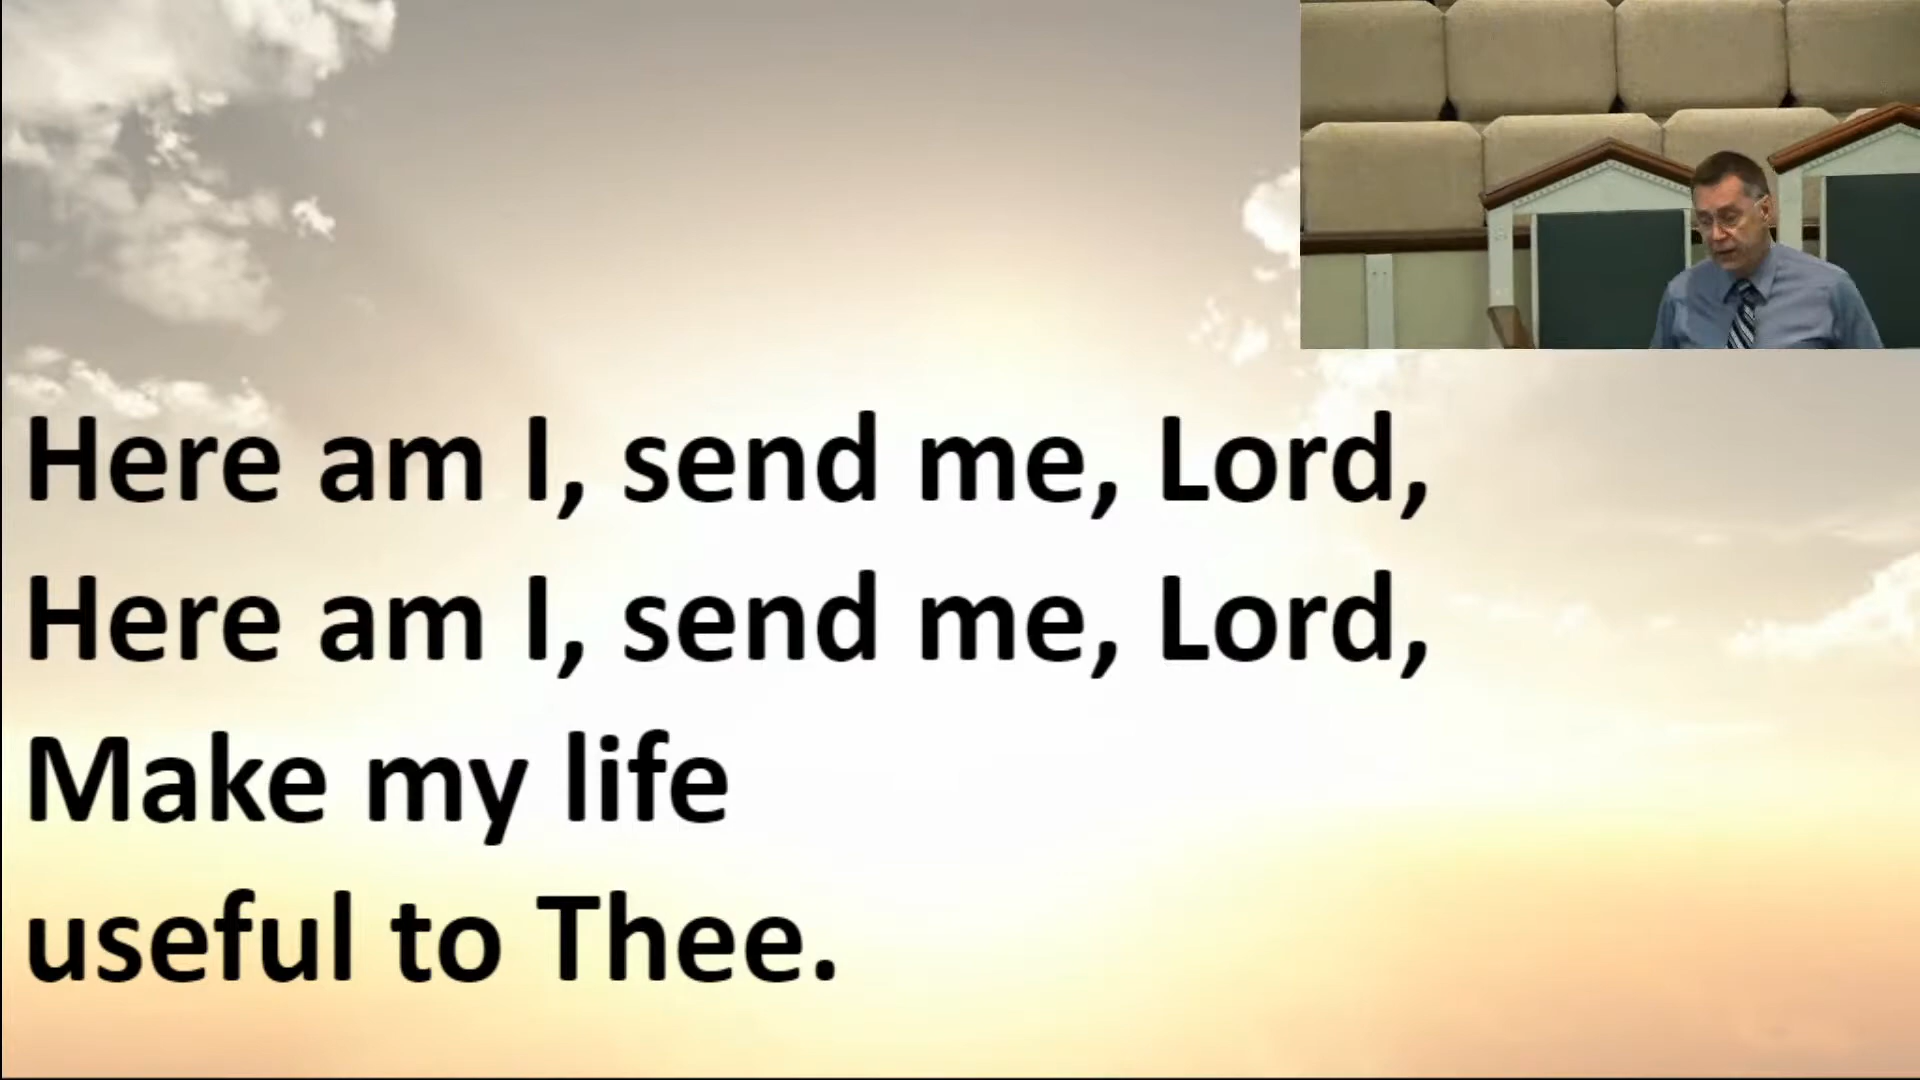 Here am I, send me, Lord,
Here am I, send me, Lord,
Make my life
useful to Thee.